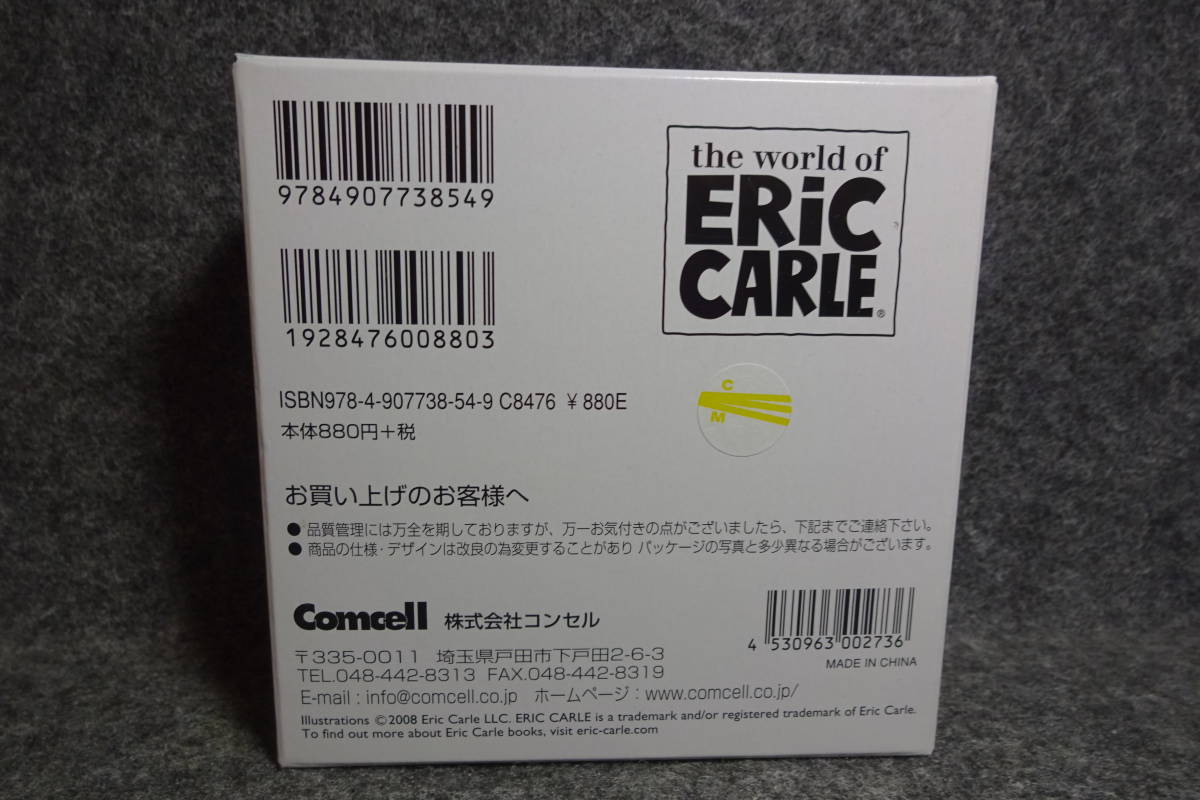 9784907738549
1928476008803
the world of
ERiC
CARLE®
C
M
ISBN978-4-907738-54-9 C8476 ¥880E
本体880円+税
お買い上げのお客様へ
● 品質管理には万全を期しておりますが、万一お気付きの点がございましたら、下記までご連絡下さい。
● 商品の仕様・デザインは改良の為変更することがあり パッケージの写真と多少異なる場合がございます。
Comcell 株式会社コンセル
〒335-0011 埼玉県戸田市下戸田2-6-3
TEL.048-442-8313 FAX.048-442-8319
E-mail : info@comcell.co.jp ホームページ : www.comcell.co.jp/
4 530963 002736
MADE IN CHINA
Illustrations ©2008 Eric Carle LLC. ERIC CARLE is a trademark and/or registered trademark of Eric Carle.
To find out more about Eric Carle books, visit eric-carle.com